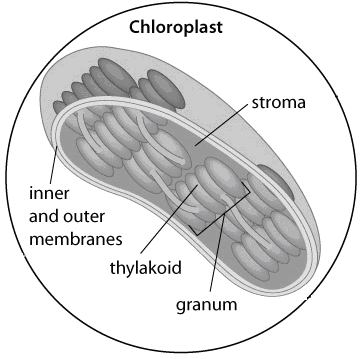 Chloroplast
stroma
inner
and outer
membranes
thylakoid
granum